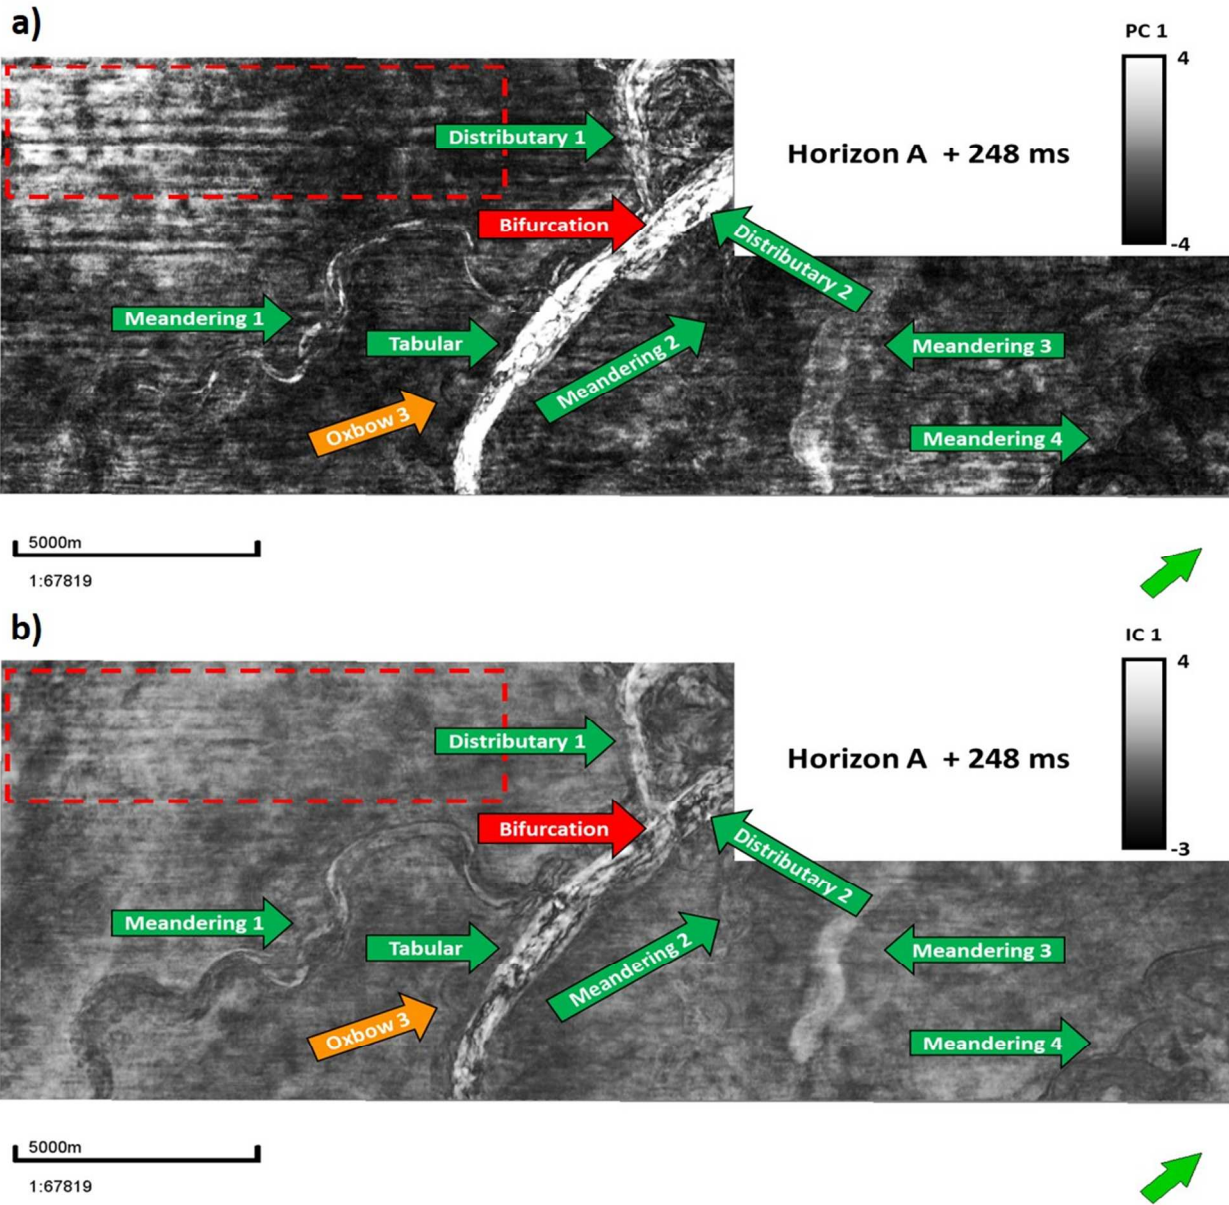 a)
PC 1
4
Distributary 1
Horizon A + 248 ms
Bifurcation
-4
Distributary 2
Meandering 1
Tabular
Meandering 2
Meandering 3
Oxbow 3
Meandering 4
5000m
1:67819
b)
IC 1
4
Distributary 1
Horizon A + 248 ms
Bifurcation
-3
Distributary 2
Meandering 1
Tabular
Meandering 2
Meandering 3
Oxbow 3
Meandering 4
5000m
1:67819